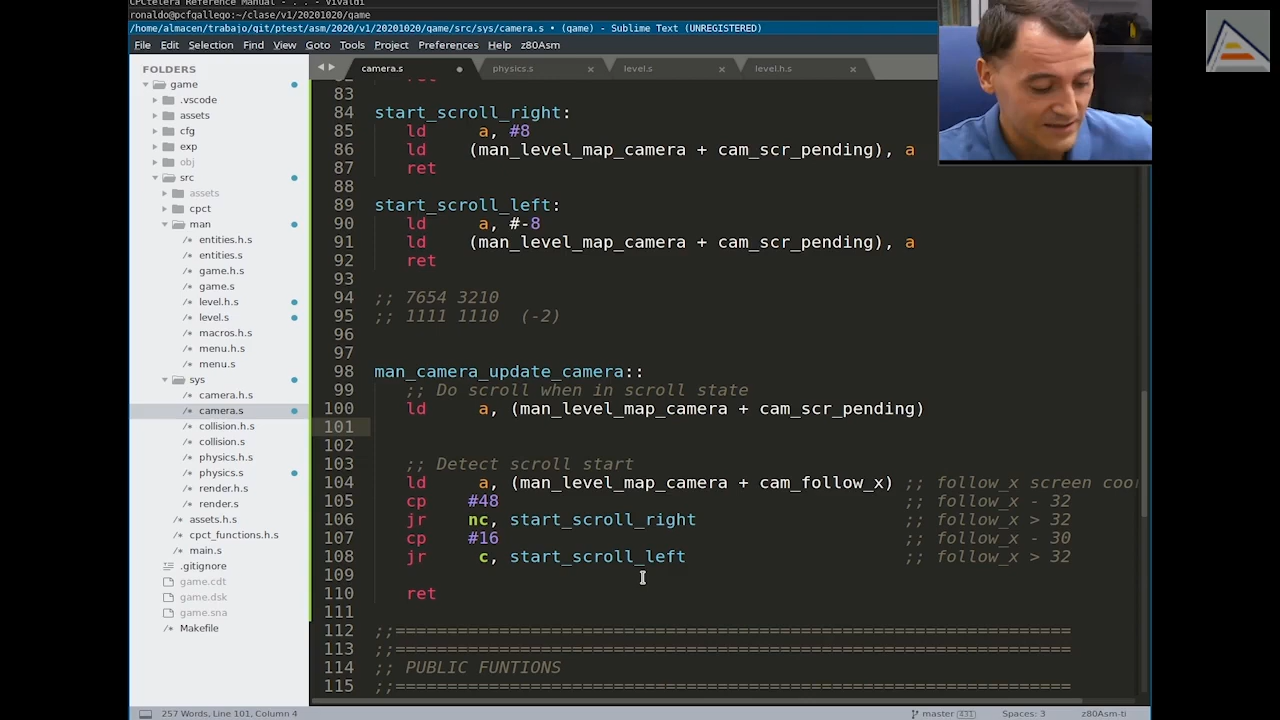 CPCtelera Reference Manual - . . - Vivaldi
ronaldo@pcfgallego:~/clase/v1/20201020/game
/home/almacen/trabajo/git/ptest/asm/2020/v1/20201020/game/src/sys/camera.s • (game) - Sublime Text (UNREGISTERED)
File Edit Selection Find View Goto Tools Project Preferences Help z80Asm
FOLDERS
game
.vscode
assets
cfg
exp
obj
src
assets
cpct
man
/* entities.h.s
/* entities.s
/* game.h.s
/* game.s
/* level.h.s
/* level.s
/* macros.h.s
/* menu.h.s
/* menu.s
sys
/* camera.h.s
/* camera.s
/* collision.h.s
/* collision.s
/* physics.h.s
/* physics.s
/* render.h.s
/* render.s
/* assets.h.s
/* cpct_functions.h.s
/* main.s
.gitignore
game.cdt
game.dsk
game.sna
Makefile
camera.s physics.s level.s level.h.s
83
84 start_scroll_right:
85 ld a, #8
86 ld (man_level_map_camera + cam_scr_pending), a
87 ret
88
89 start_scroll_left:
90 ld a, #-8
91 ld (man_level_map_camera + cam_scr_pending), a
92 ret
93
94 ;; 7654 3210
95 ;; 1111 1110 (-2)
96
97
98 man_camera_update_camera::
99 ;; Do scroll when in scroll state
100 ld a, (man_level_map_camera + cam_scr_pending)
101
102
103 ;; Detect scroll start
104 ld a, (man_level_map_camera + cam_follow_x) ;; follow_x screen coor
105 cp #48 ;; follow_x - 32
106 jr nc, start_scroll_right ;; follow_x > 32
107 cp #16 ;; follow_x - 30
108 jr c, start_scroll_left ;; follow_x > 32
109
110 ret
111
112 ;;=================================================================
113 ;;=================================================================
114 ;; PUBLIC FUNTIONS
115 ;;=================================================================
257 Words, Line 101, Column 4 master 431 Spaces: 3 z80Asm-ti